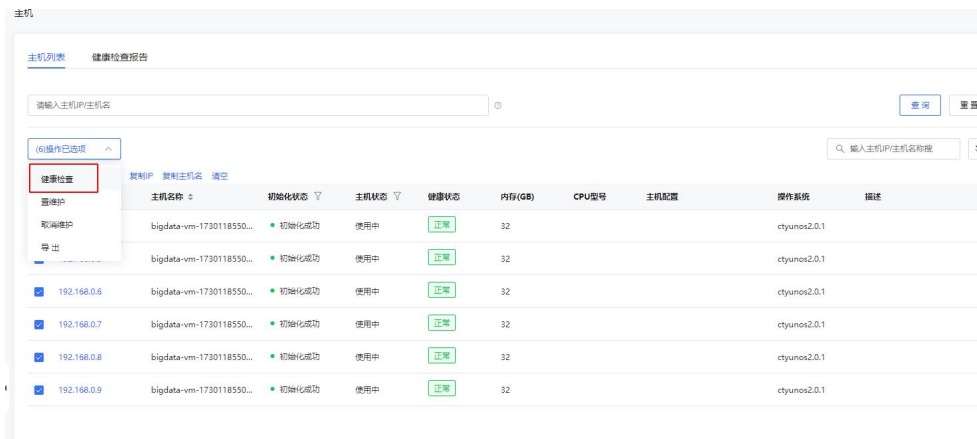 主机
主机列表 健康检查报告
请输入主机IP/主机名 查询 重置
(6)操作已选项 输入主机IP/主机名称搜
健康检查 复制IP 复制主机名 清空
置维护
取消维护
导出
主机名称 初始化状态 主机状态 健康状态 内存(GB) CPU型号 主机配置 操作系统 描述
bigdata-vm-1730118550... 初始化成功 使用中 正常 32 ctyunos2.0.1
bigdata-vm-1730118550... 初始化成功 使用中 正常 32 ctyunos2.0.1
192.168.0.6 bigdata-vm-1730118550... 初始化成功 使用中 正常 32 ctyunos2.0.1
192.168.0.7 bigdata-vm-1730118550... 初始化成功 使用中 正常 32 ctyunos2.0.1
192.168.0.8 bigdata-vm-1730118550... 初始化成功 使用中 正常 32 ctyunos2.0.1
192.168.0.9 bigdata-vm-1730118550... 初始化成功 使用中 正常 32 ctyunos2.0.1